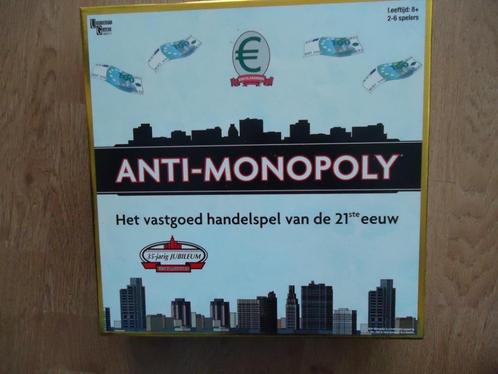 Leeftijd: 8+
2-6 spelers
€
ANTI-MONOPOLY
Het vastgoed handelspel van de 21ste eeuw
35-jarig JUBILEUM